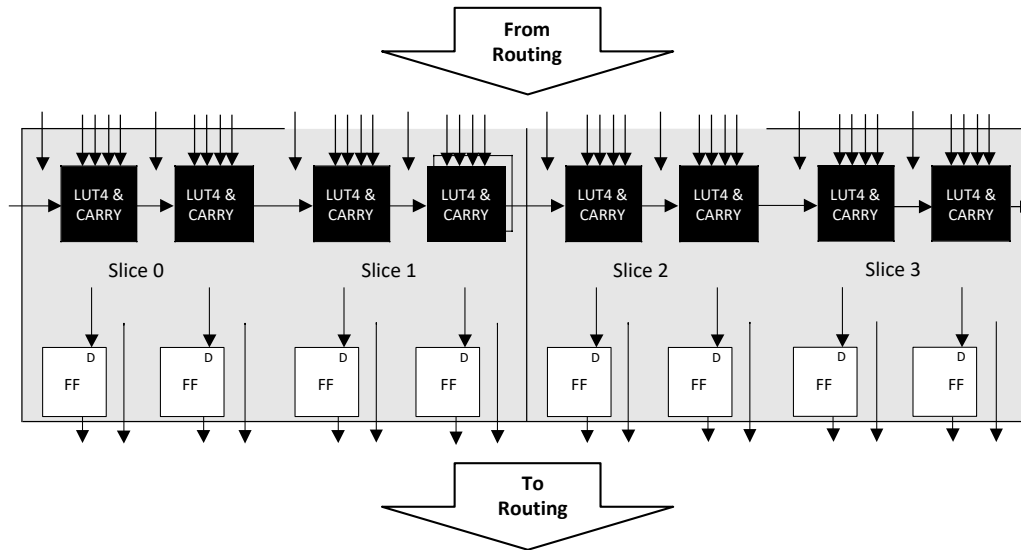 From
Routing
LUT4 &
CARRY
LUT4 &
CARRY
LUT4 &
CARRY
LUT4 &
CARRY
LUT4 &
CARRY
LUT4 &
CARRY
LUT4 &
CARRY
LUT4 &
CARRY
Slice 0
Slice 1
Slice 2
Slice 3
D
FF
D
FF
D
FF
D
FF
D
FF
D
FF
D
FF
D
FF
To
Routing